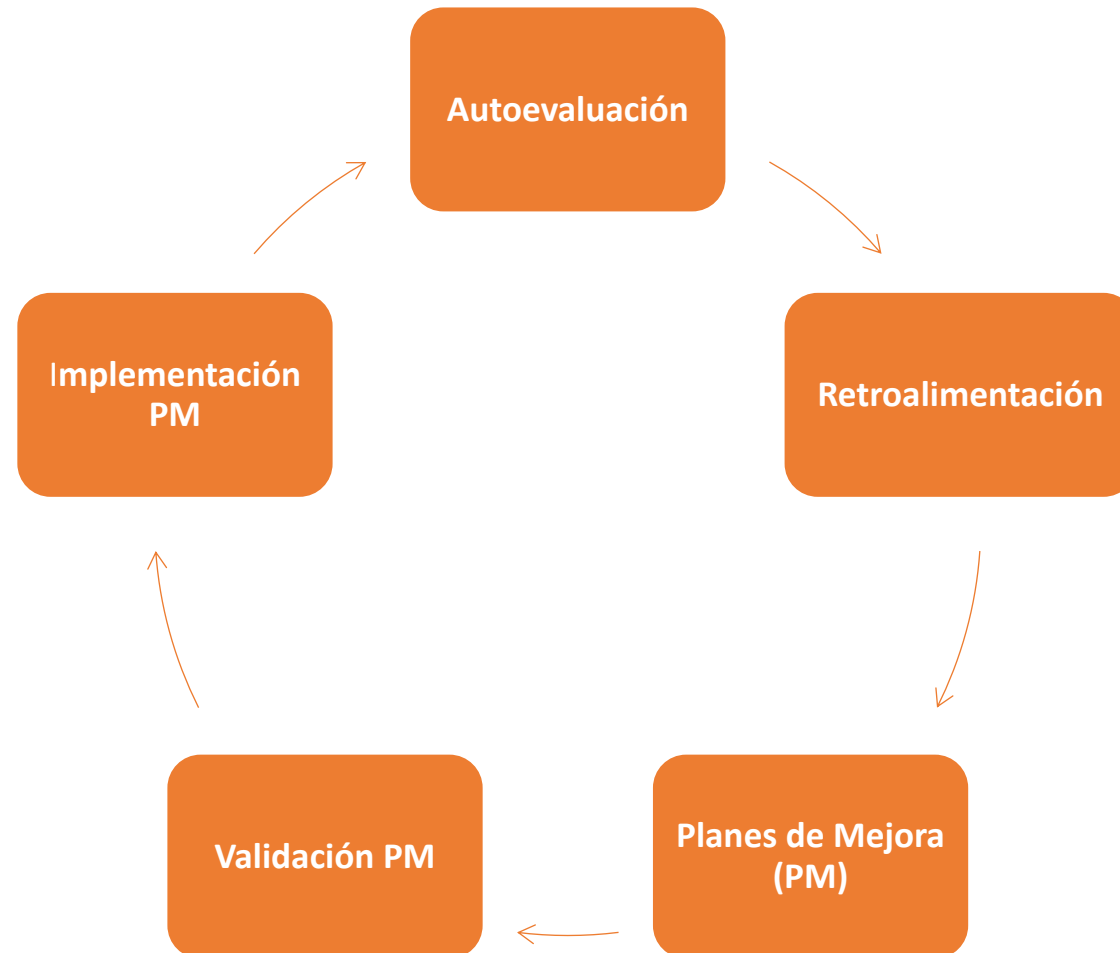 Autoevaluación
Retroalimentación
Planes de Mejora
(PM)
Validación PM
Implementación
PM